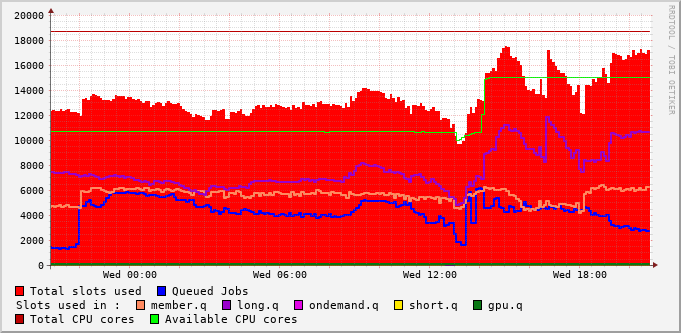 20000
18000
16000
14000
12000
10000
8000
6000
4000
2000
0
Wed 00:00 Wed 06:00 Wed 12:00 Wed 18:00
Total slots used Queued Jobs
Slots used in : member.q long.q ondemand.q short.q gpu.q
Total CPU cores Available CPU cores
RRDTOOL / TOBI OETIKER